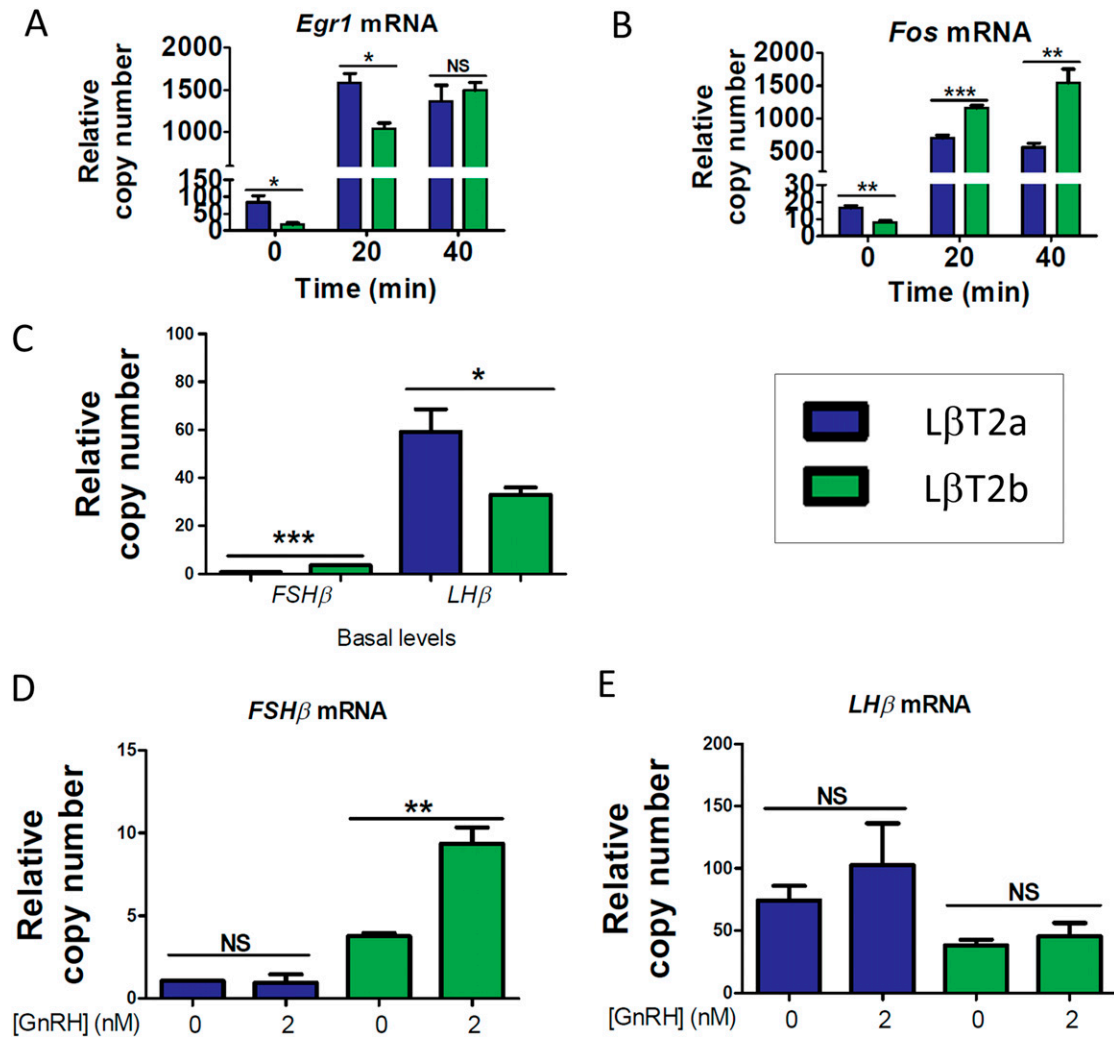 A
Egr1 mRNA
Relative
copy number
2000
1500
1000
150
100
50
0
*
*
NS
0 20 40
Time (min)
B
Fos mRNA
Relative
copy number
2000
1500
1000
500
30
20
10
0
**
***
**
0 20 40
Time (min)
C
Relative
copy number
100
80
60
40
20
0
***
*
FSHβ LHβ
Basal levels
LβT2a
LβT2b
D
FSHβ mRNA
Relative
copy number
15
10
5
0
NS
**
[GnRH] (nM) 0 2 0 2
E
LHβ mRNA
Relative
copy number
200
150
100
50
0
NS
NS
[GnRH] (nM) 0 2 0 2